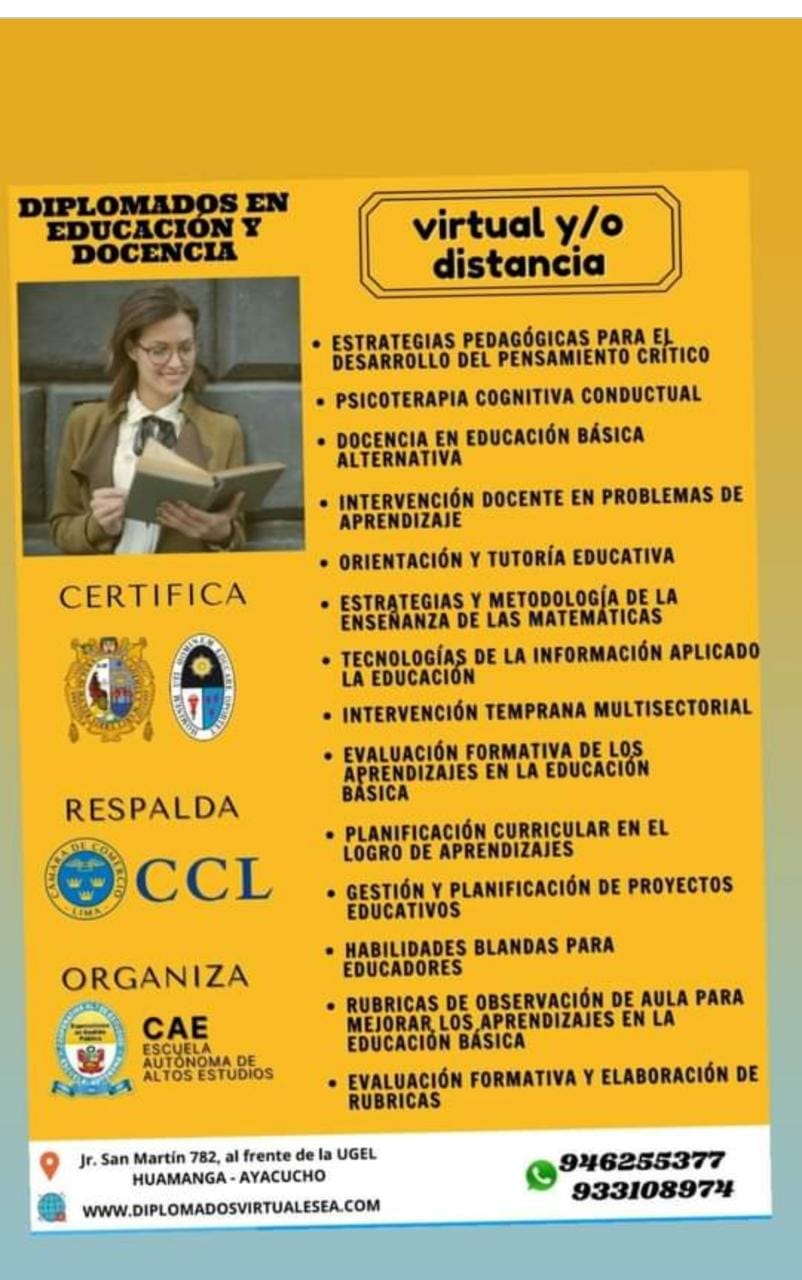 DIPLOMADOS EN
EDUCACIÓN Y
DOCENCIA
virtual y/o
distancia
• ESTRATEGIAS PEDAGÓGICAS PARA EL
DESARROLLO DEL PENSAMIENTO CRÍTICO
• PSICOTERAPIA COGNITIVA CONDUCTUAL
• DOCENCIA EN EDUCACIÓN BÁSICA
ALTERNATIVA
• INTERVENCIÓN DOCENTE EN PROBLEMAS DE
APRENDIZAJE
• ORIENTACIÓN Y TUTORÍA EDUCATIVA
• ESTRATEGIAS Y METODOLOGÍA DE LA
ENSEÑANZA DE LAS MATEMÁTICAS
• TECNOLOGÍAS DE LA INFORMACIÓN APLICADO
LA EDUCACIÓN
• INTERVENCIÓN TEMPRANA MULTISECTORIAL
• EVALUACIÓN FORMATIVA DE LOS
APRENDIZAJES EN LA EDUCACIÓN
BÁSICA
• PLANIFICACIÓN CURRICULAR EN EL
LOGRO DE APRENDIZAJES
• GESTIÓN Y PLANIFICACIÓN DE PROYECTOS
EDUCATIVOS
• HABILIDADES BLANDAS PARA
EDUCADORES
• RUBRICAS DE OBSERVACIÓN DE AULA PARA
MEJORAR LOS APRENDIZAJES EN LA
EDUCACIÓN BÁSICA
• EVALUACIÓN FORMATIVA Y ELABORACIÓN DE
RUBRICAS
CERTIFICA
RESPALDA
CÁMARA DE COMERCIO
LIMA
CCL
ORGANIZA
CAE
ESCUELA
AUTÓNOMA DE
ALTOS ESTUDIOS
Jr. San Martín 782, al frente de la UGEL
HUAMANGA - AYACUCHO
WWW.DIPLOMADOSVIRTUALESEA.COM
946255377
933108974